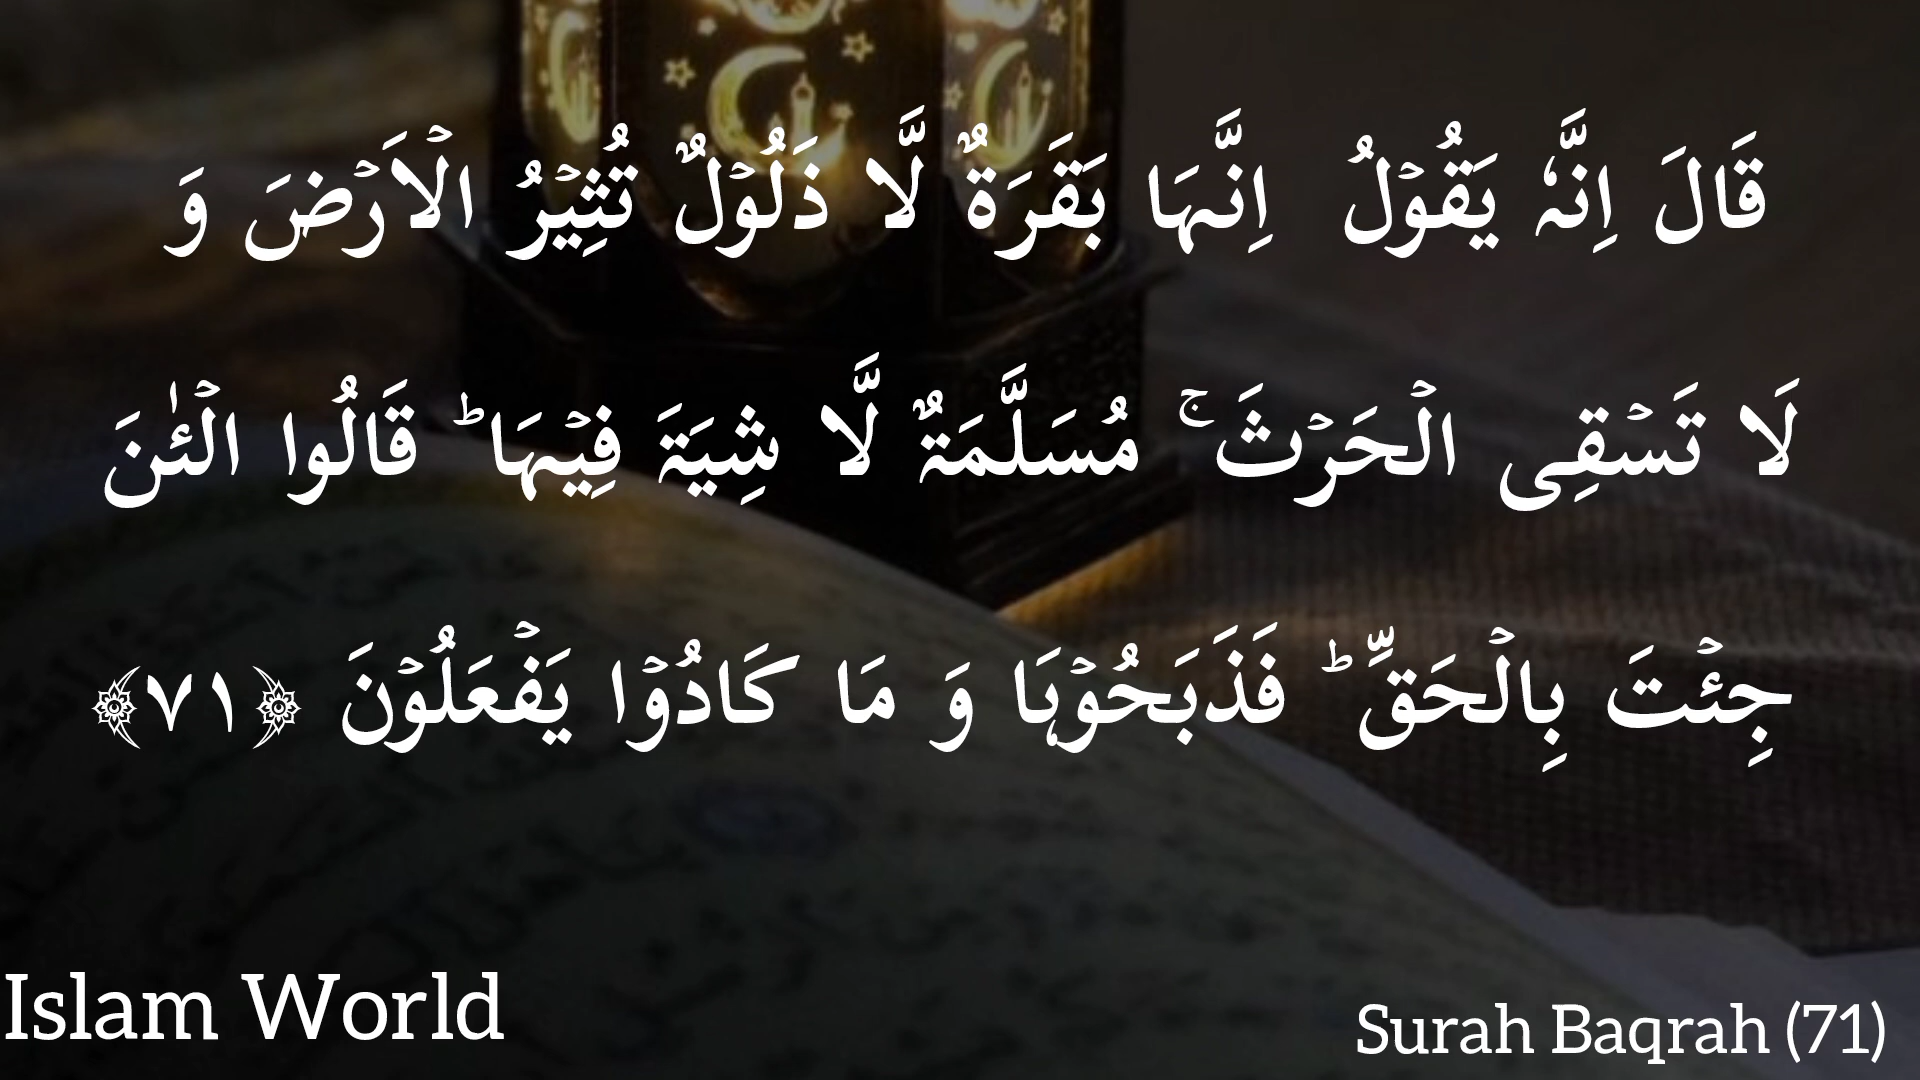 قَالَ اِنَّہٗ یَقُوۡلُ اِنَّہَا بَقَرَۃٌ لَّا ذَلُوۡلٌ تُثِیۡرُ الۡاَرۡضَ وَ
لَا تَسۡقِی الۡحَرۡثَ ۚ مُسَلَّمَۃٌ لَّا شِیَۃَ فِیۡہَا ؕ قَالُوا الۡـٰٔنَ
جِئۡتَ بِالۡحَقِّ ؕ فَذَبَحُوۡہَا وَ مَا کَادُوۡا یَفۡعَلُوۡنَ ﴿۷۱﴾
Islam World
Surah Baqrah (71)